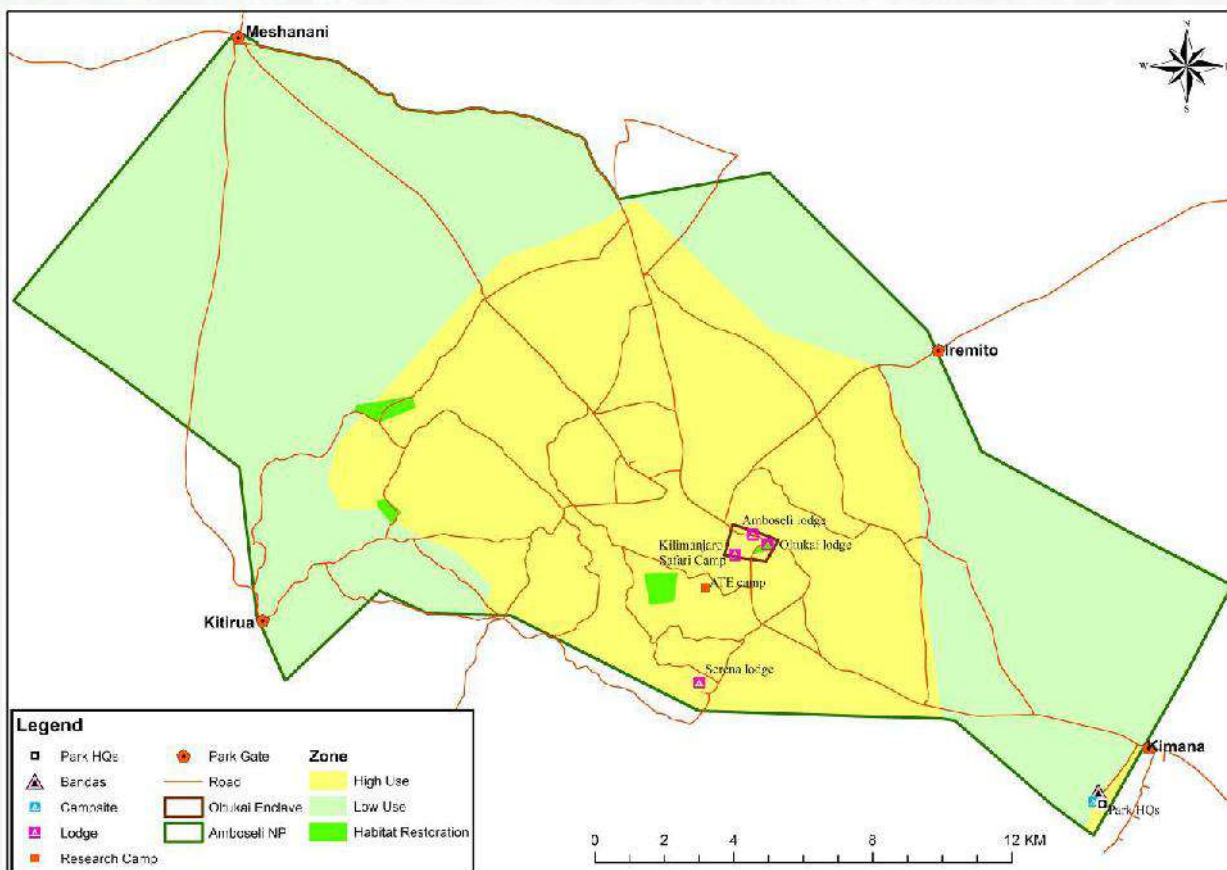 Meshanani
N
W
E
S
Iremito
Amboseli lodge
Kilimanjaro
Safari Camp
Oltukai lodge
ATE camp
Kitirua
Serena lodge
Kimana
Park HQs
Legend
Park HQs
Bandas
Campsite
Lodge
Research Camp
Park Gate
Road
Oltukai Enclave
Amboseli NP
Zone
High Use
Low Use
Habitat Restoration
0 2 4 8 12 KM